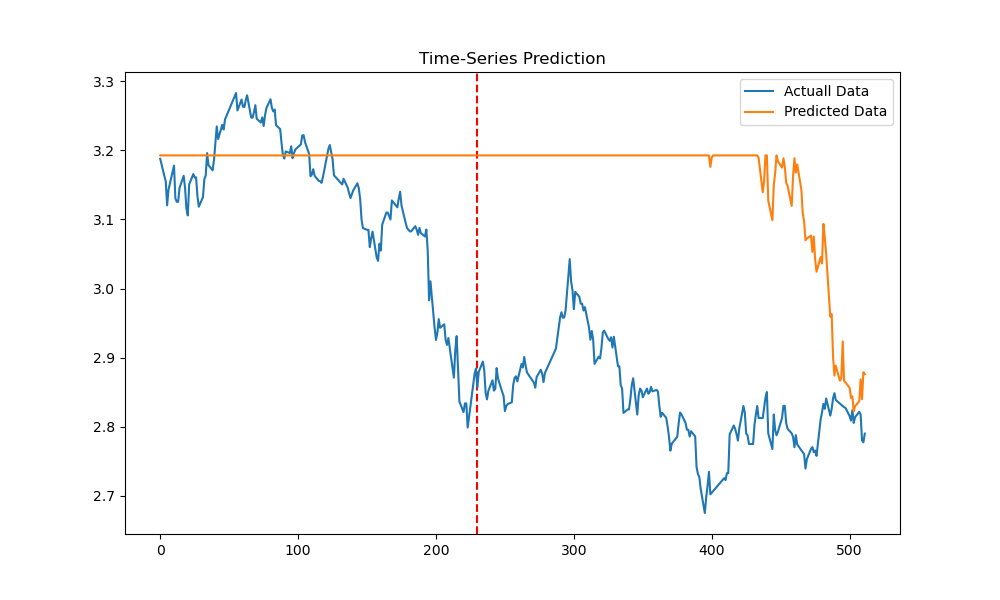 Time-Series Prediction
Actuall Data
Predicted Data
3.3
3.2
3.1
3.0
2.9
2.8
2.7
0 100 200 300 400 500